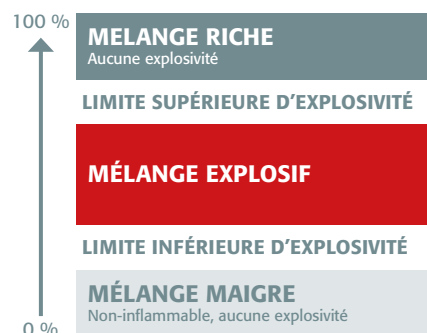 100 %
MELANGE RICHE
Aucune explosivité
LIMITE SUPÉRIEURE D'EXPLOSIVITÉ
MÉLANGE EXPLOSIF
LIMITE INFÉRIEURE D'EXPLOSIVITÉ
MÉLANGE MAIGRE
Non-inflammable, aucune explosivité
0 %